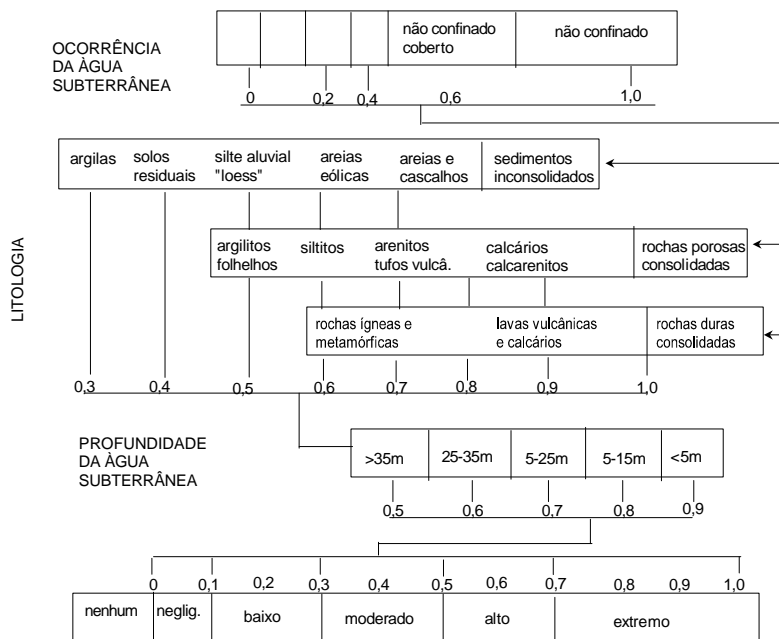 OCORRÊNCIA
DA ÀGUA
SUBTERRÂNEA
não confinado
coberto
não confinado
0 0,2 0,4 0,6 1,0
LITOLOGIA
argilas
solos
residuais
silte aluvial
"loess"
areias
eólicas
areias e
cascalhos
sedimentos
inconsolidados
argilitos
folhelhos
siltitos
arenitos
tufos vulcâ.
calcários
calcarenitos
rochas porosas
consolidadas
rochas ígneas e
metamórficas
lavas vulcânicas
e calcários
rochas duras
consolidadas
0,3 0,4 0,5 0,6 0,7 0,8 0,9 1,0
PROFUNDIDADE
DA ÀGUA
SUBTERRÂNEA
>35m 25-35m 5-25m 5-15m <5m
0,5 0,6 0,7 0,8 0,9
0 0,1 0,2 0,3 0,4 0,5 0,6 0,7 0,8 0,9 1,0
nenhum neglig. baixo moderado alto extremo